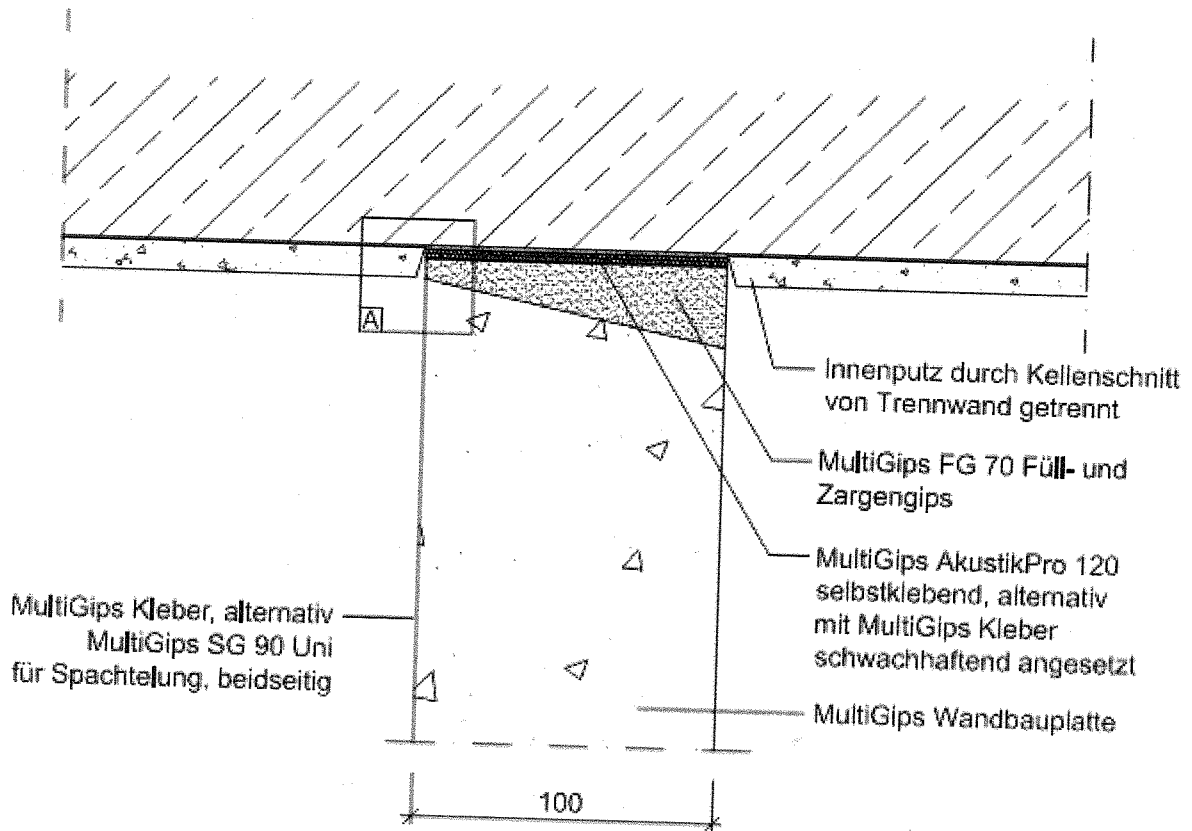 A
Innenputz durch Kellenschnitt
von Trennwand getrennt
MultiGips FG 70 Füll- und
Zargengips
MultiGips AkustikPro 120
selbstklebend, alternativ
mit MultiGips Kleber
schwachhaftend angesetzt
MultiGips Wandbauplatte
MultiGips Kleber, alternativ
MultiGips SG 90 Uni
für Spachtelung, beidseitig
100